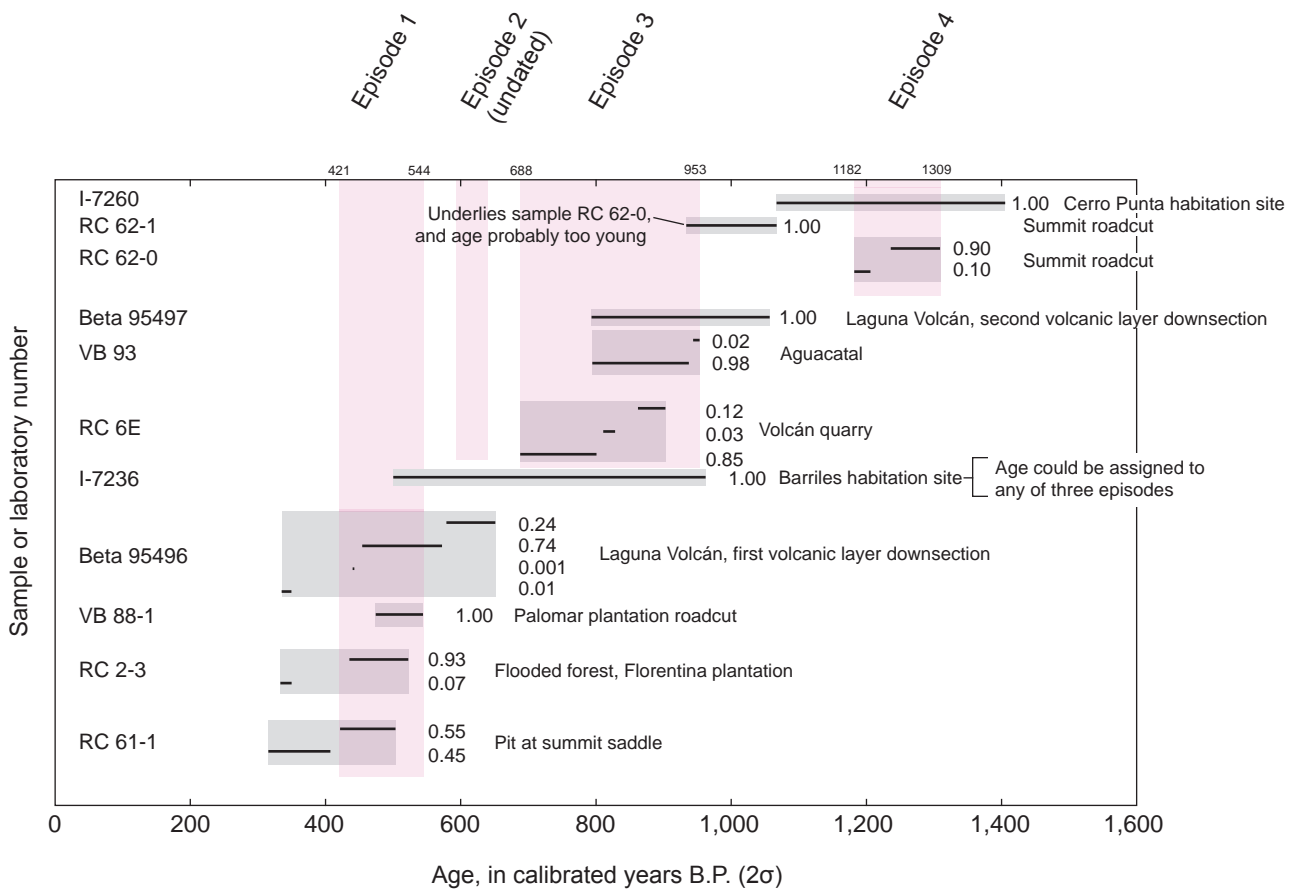 Episode 1
Episode 2
(undated)
Episode 3
Episode 4
421
544
688
953
1182
1309
I-7260
1.00 Cerro Punta habitation site
RC 62-1
Underlies sample RC 62-0,
and age probably too young
1.00
Summit roadcut
RC 62-0
0.90
0.10
Summit roadcut
Beta 95497
1.00
Laguna Volcán, second volcanic layer downsection
VB 93
0.02
0.98
Aguacatal
RC 6E
0.12
0.03
0.85
Volcán quarry
I-7236
1.00
Barriles habitation site
Age could be assigned to
any of three episodes
Beta 95496
0.24
0.74
0.001
0.01
Laguna Volcán, first volcanic layer downsection
VB 88-1
1.00
Palomar plantation roadcut
RC 2-3
0.93
0.07
Flooded forest, Florentina plantation
RC 61-1
0.55
0.45
Pit at summit saddle
Sample or laboratory number
0
200
400
600
800
1,000
1,200
1,400
1,600
Age, in calibrated years B.P. (2σ)